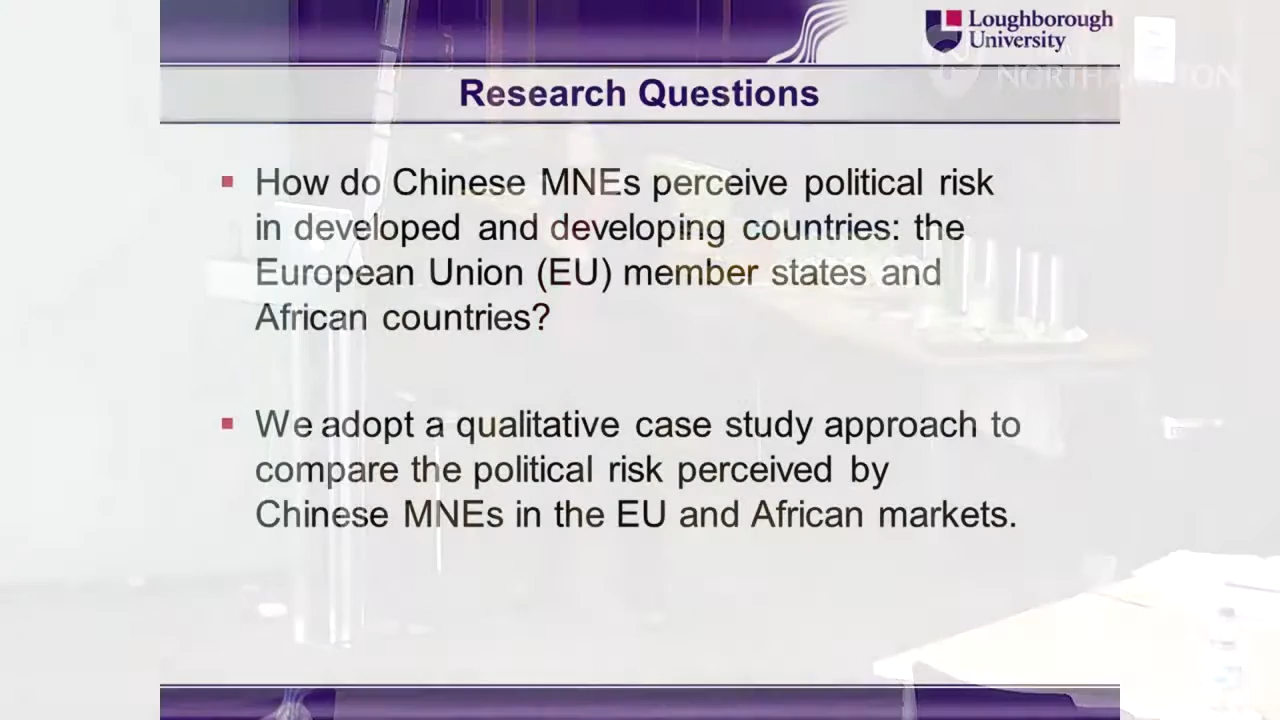 Loughborough
University
NORTHAMPTON
Research Questions
How do Chinese MNEs perceive political risk
in developed and developing countries: the
European Union (EU) member states and
African countries?
We adopt a qualitative case study approach to
compare the political risk perceived by
Chinese MNEs in the EU and African markets.